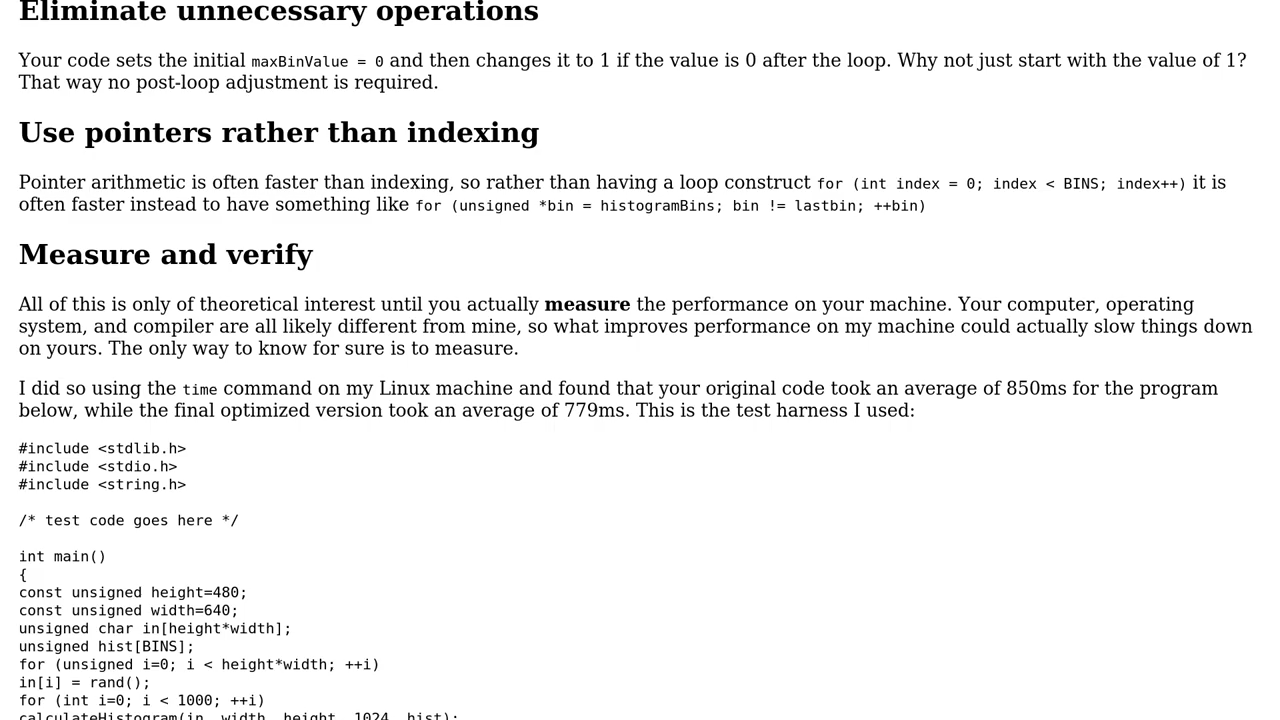 Eliminate unnecessary operations
Your code sets the initial maxBinValue = 0 and then changes it to 1 if the value is 0 after the loop. Why not just start with the value of 1?
That way no post-loop adjustment is required.
Use pointers rather than indexing
Pointer arithmetic is often faster than indexing, so rather than having a loop construct for (int index = 0; index < BINS; index++) it is
often faster instead to have something like for (unsigned *bin = histogramBins; bin != lastbin; ++bin)
Measure and verify
All of this is only of theoretical interest until you actually measure the performance on your machine. Your computer, operating
system, and compiler are all likely different from mine, so what improves performance on my machine could actually slow things down
on yours. The only way to know for sure is to measure.
I did so using the time command on my Linux machine and found that your original code took an average of 850ms for the program
below, while the final optimized version took an average of 779ms. This is the test harness I used:
#include <stdlib.h>
#include <stdio.h>
#include <string.h>
/* test code goes here */
int main()
{
const unsigned height=480;
const unsigned width=640;
unsigned char in[height*width];
unsigned hist[BINS];
for (unsigned i=0; i < height*width; ++i)
in[i] = rand();
for (int i=0; i < 1000; ++i)
calculateHistogram(in, width, height, 1024, hist);